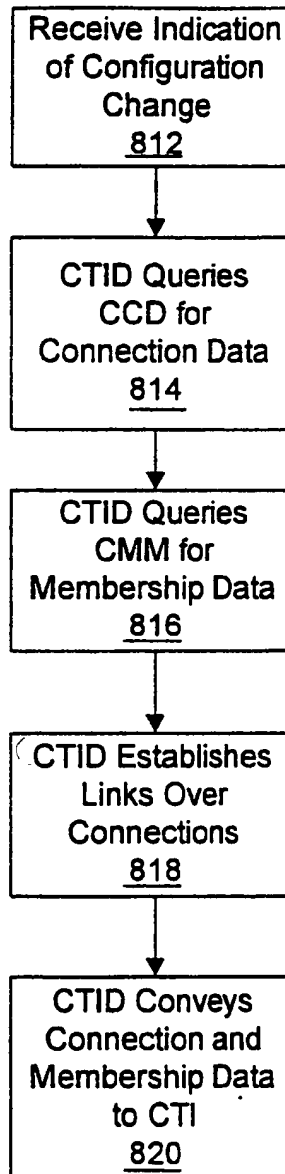 Receive Indication
of Configuration
Change
812
CTID Queries
CCD for
Connection Data
814
CTID Queries
CMM for
Membership Data
816
CTID Establishes
Links Over
Connections
818
CTID Conveys
Connection and
Membership Data
to CTI
820